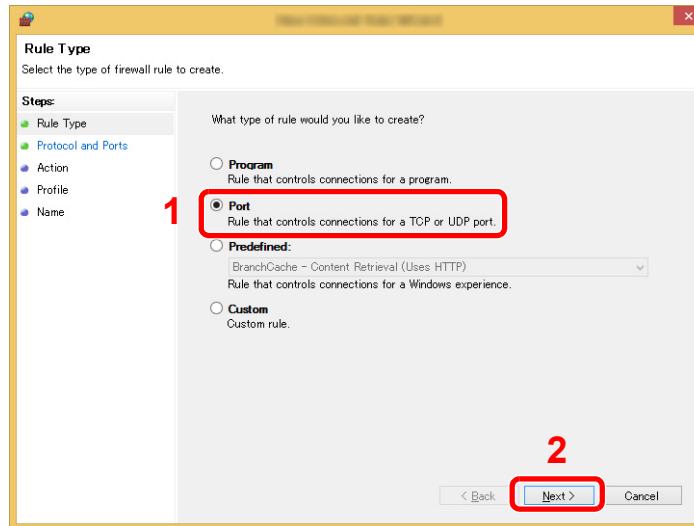 Rule Type
Select the type of firewall rule to create.
Steps:
Rule Type
Protocol and Ports
Action
Profile
Name
What type of rule would you like to create?
Program
Rule that controls connections for a program.
1
Port
Rule that controls connections for a TCP or UDP port.
Predefined:
BranchCache - Content Retrieval (Uses HTTP)
Rule that controls connections for a Windows experience.
Custom
Custom rule.
2
< Back
Next >
Cancel